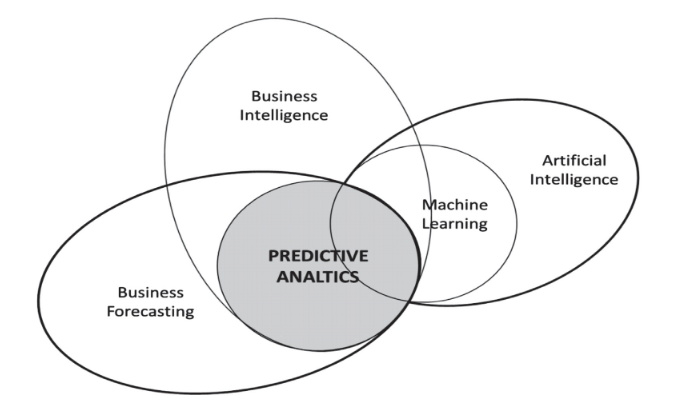 Business
Intelligence
Artificial
Intelligence
Machine
Learning
PREDICTIVE
ANALTICS
Business
Forecasting